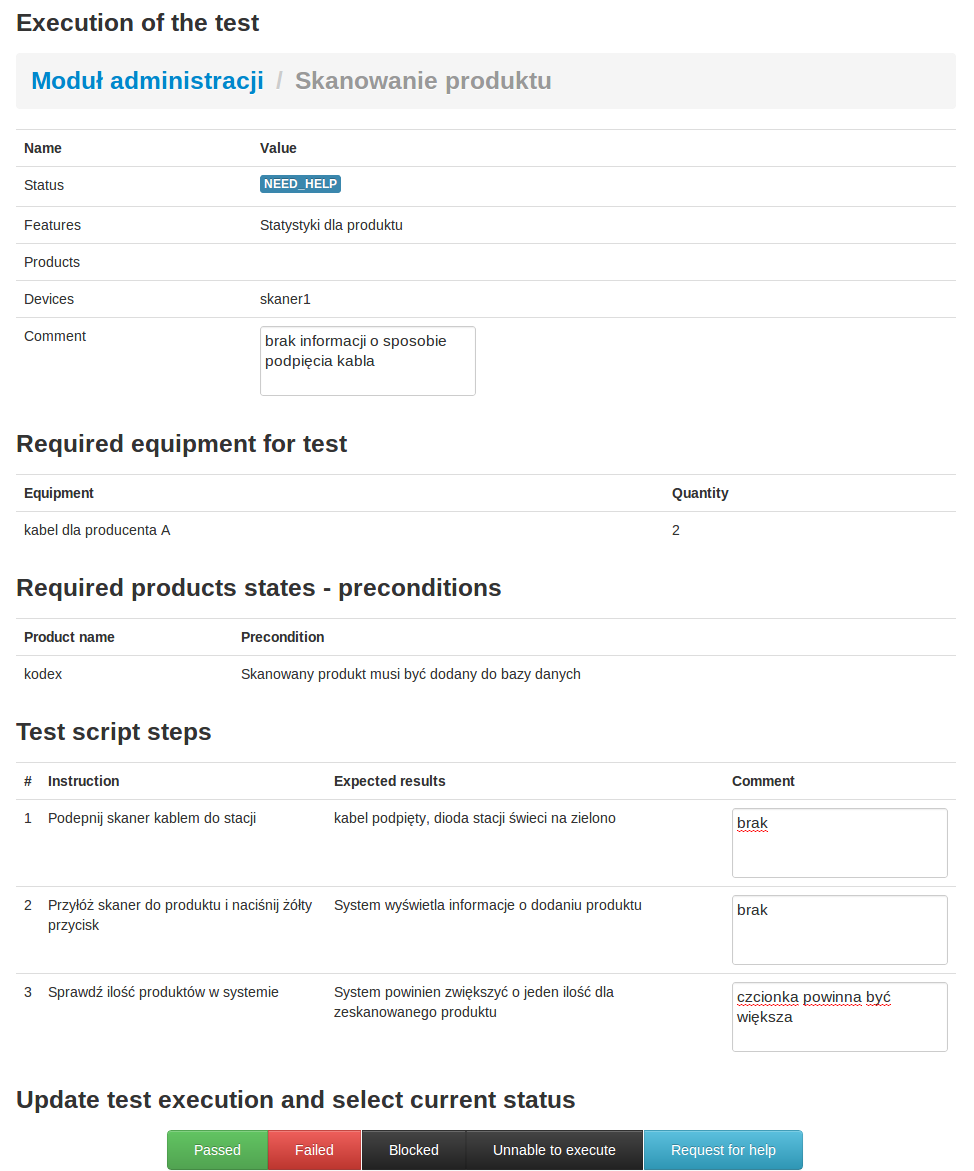 Execution of the test
Moduł administracji / Skanowanie produktu
Name Value
Status NEED_HELP
Features Statystyki dla produktu
Products
Devices skaner1
Comment brak informacji o sposobie
podpięcia kabla
Required equipment for test
Equipment Quantity
kabel dla producenta A 2
Required products states - preconditions
Product name Precondition
kodex Skanowany produkt musi być dodany do bazy danych
Test script steps
# Instruction Expected results Comment
1 Podepnij skaner kablem do stacji kabel podpięty, dioda stacji świeci na zielono brak
2 Przyłóż skaner do produktu i naciśnij żółty System wyświetla informacje o dodaniu produktu brak
przycisk
3 Sprawdź ilość produktów w systemie System powinien zwiększyć o jeden ilość dla czcionka powinna być
zeskanowanego produktu większa
Update test execution and select current status
Passed Failed Blocked Unnable to execute Request for help